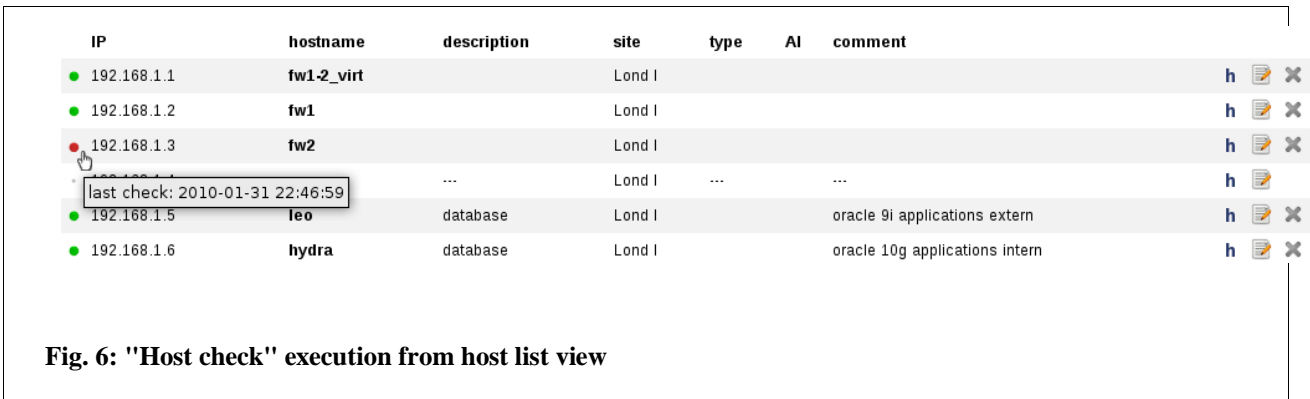 IP hostname description site type AI comment
192.168.1.1 fw1-2_virt Lond I h
192.168.1.2 fw1 Lond I h
192.168.1.3 fw2 Lond I h
--- Lond I --- --- h
last check: 2010-01-31 22:46:59
192.168.1.5 leo database Lond I oracle 9i applications extern h
192.168.1.6 hydra database Lond I oracle 10g applications intern h
Fig. 6: "Host check" execution from host list view